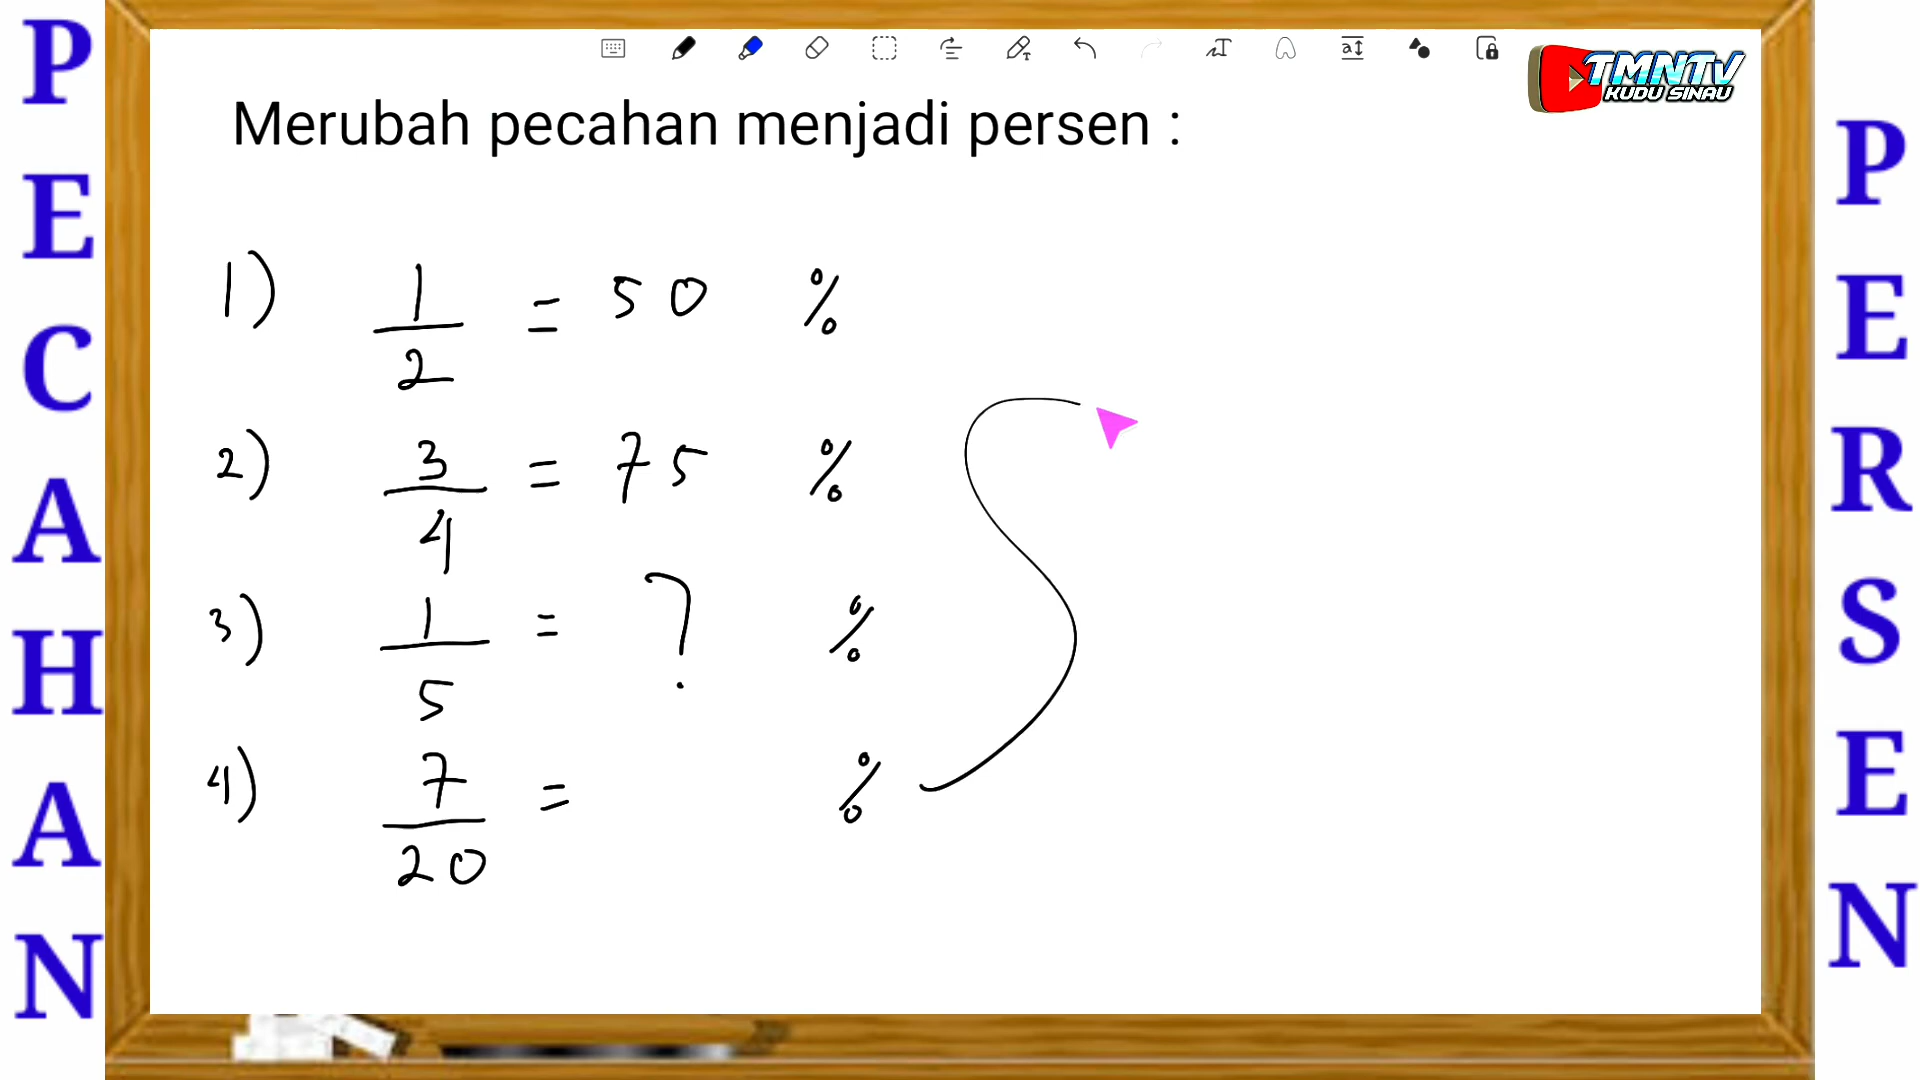 PECAHAN
TMNTV
KUDU SINAU
Merubah pecahan menjadi persen :
1) 1/2 = 50 %
2) 3/4 = 75 %
3) 1/5 = ? %
4) 7/20 = %
PERSEN